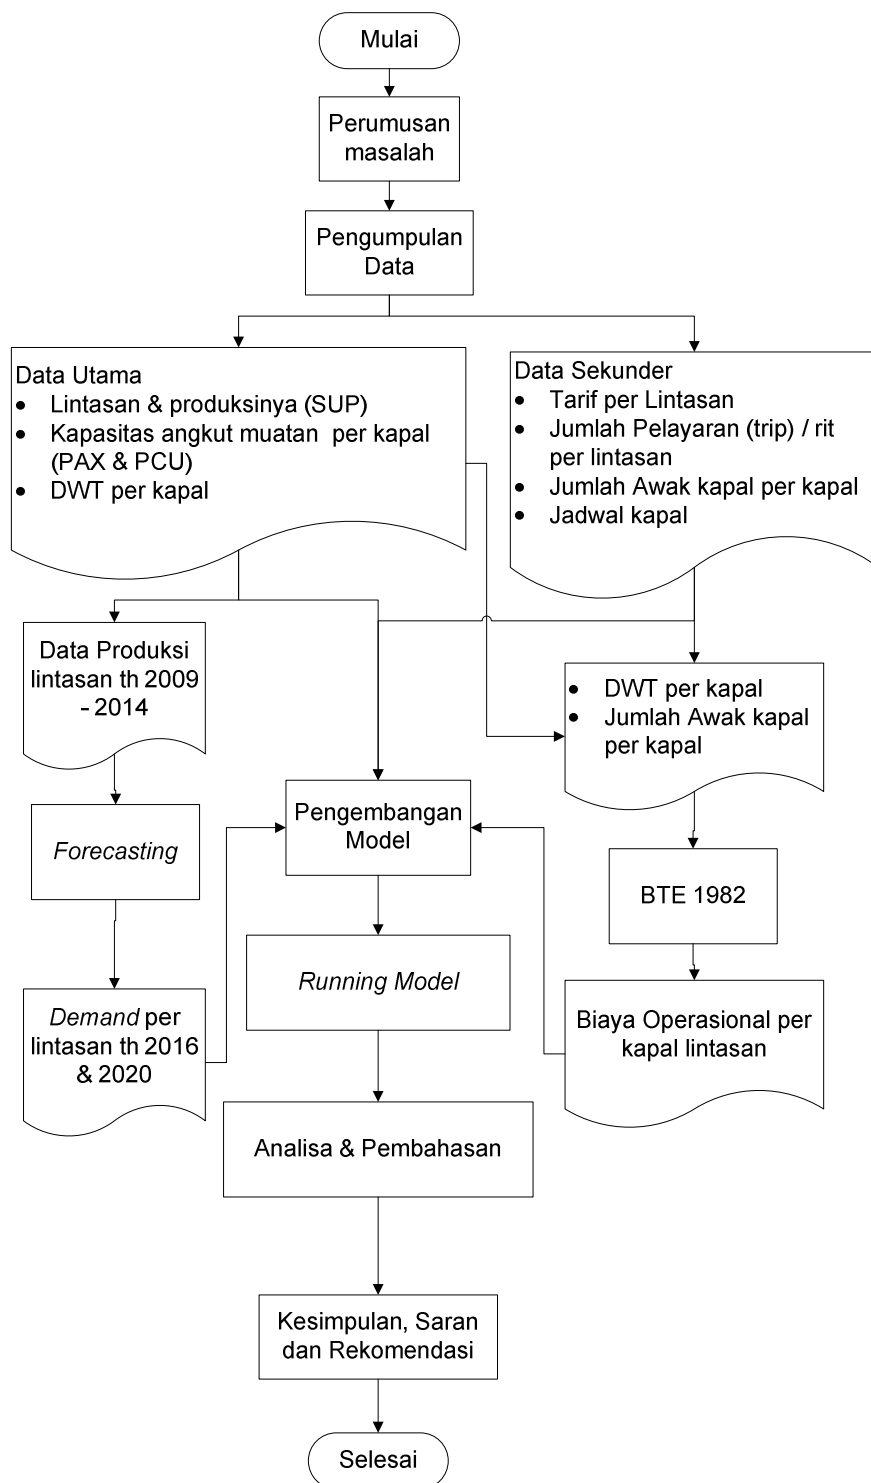 Mulai
Perumusan
masalah
Pengumpulan
Data
Data Utama
• Lintasan & produksinya (SUP)
• Kapasitas angkut muatan per kapal
(PAX & PCU)
• DWT per kapal
Data Sekunder
• Tarif per Lintasan
• Jumlah Pelayaran (trip) / rit
per lintasan
• Jumlah Awak kapal per kapal
• Jadwal kapal
Data Produksi
lintasan th 2009
- 2014
• DWT per kapal
• Jumlah Awak kapal
per kapal
Pengembangan
Model
Forecasting
BTE 1982
Running Model
Demand per
lintasan th 2016
& 2020
Biaya Operasional per
kapal lintasan
Analisa & Pembahasan
Kesimpulan, Saran
dan Rekomendasi
Selesai